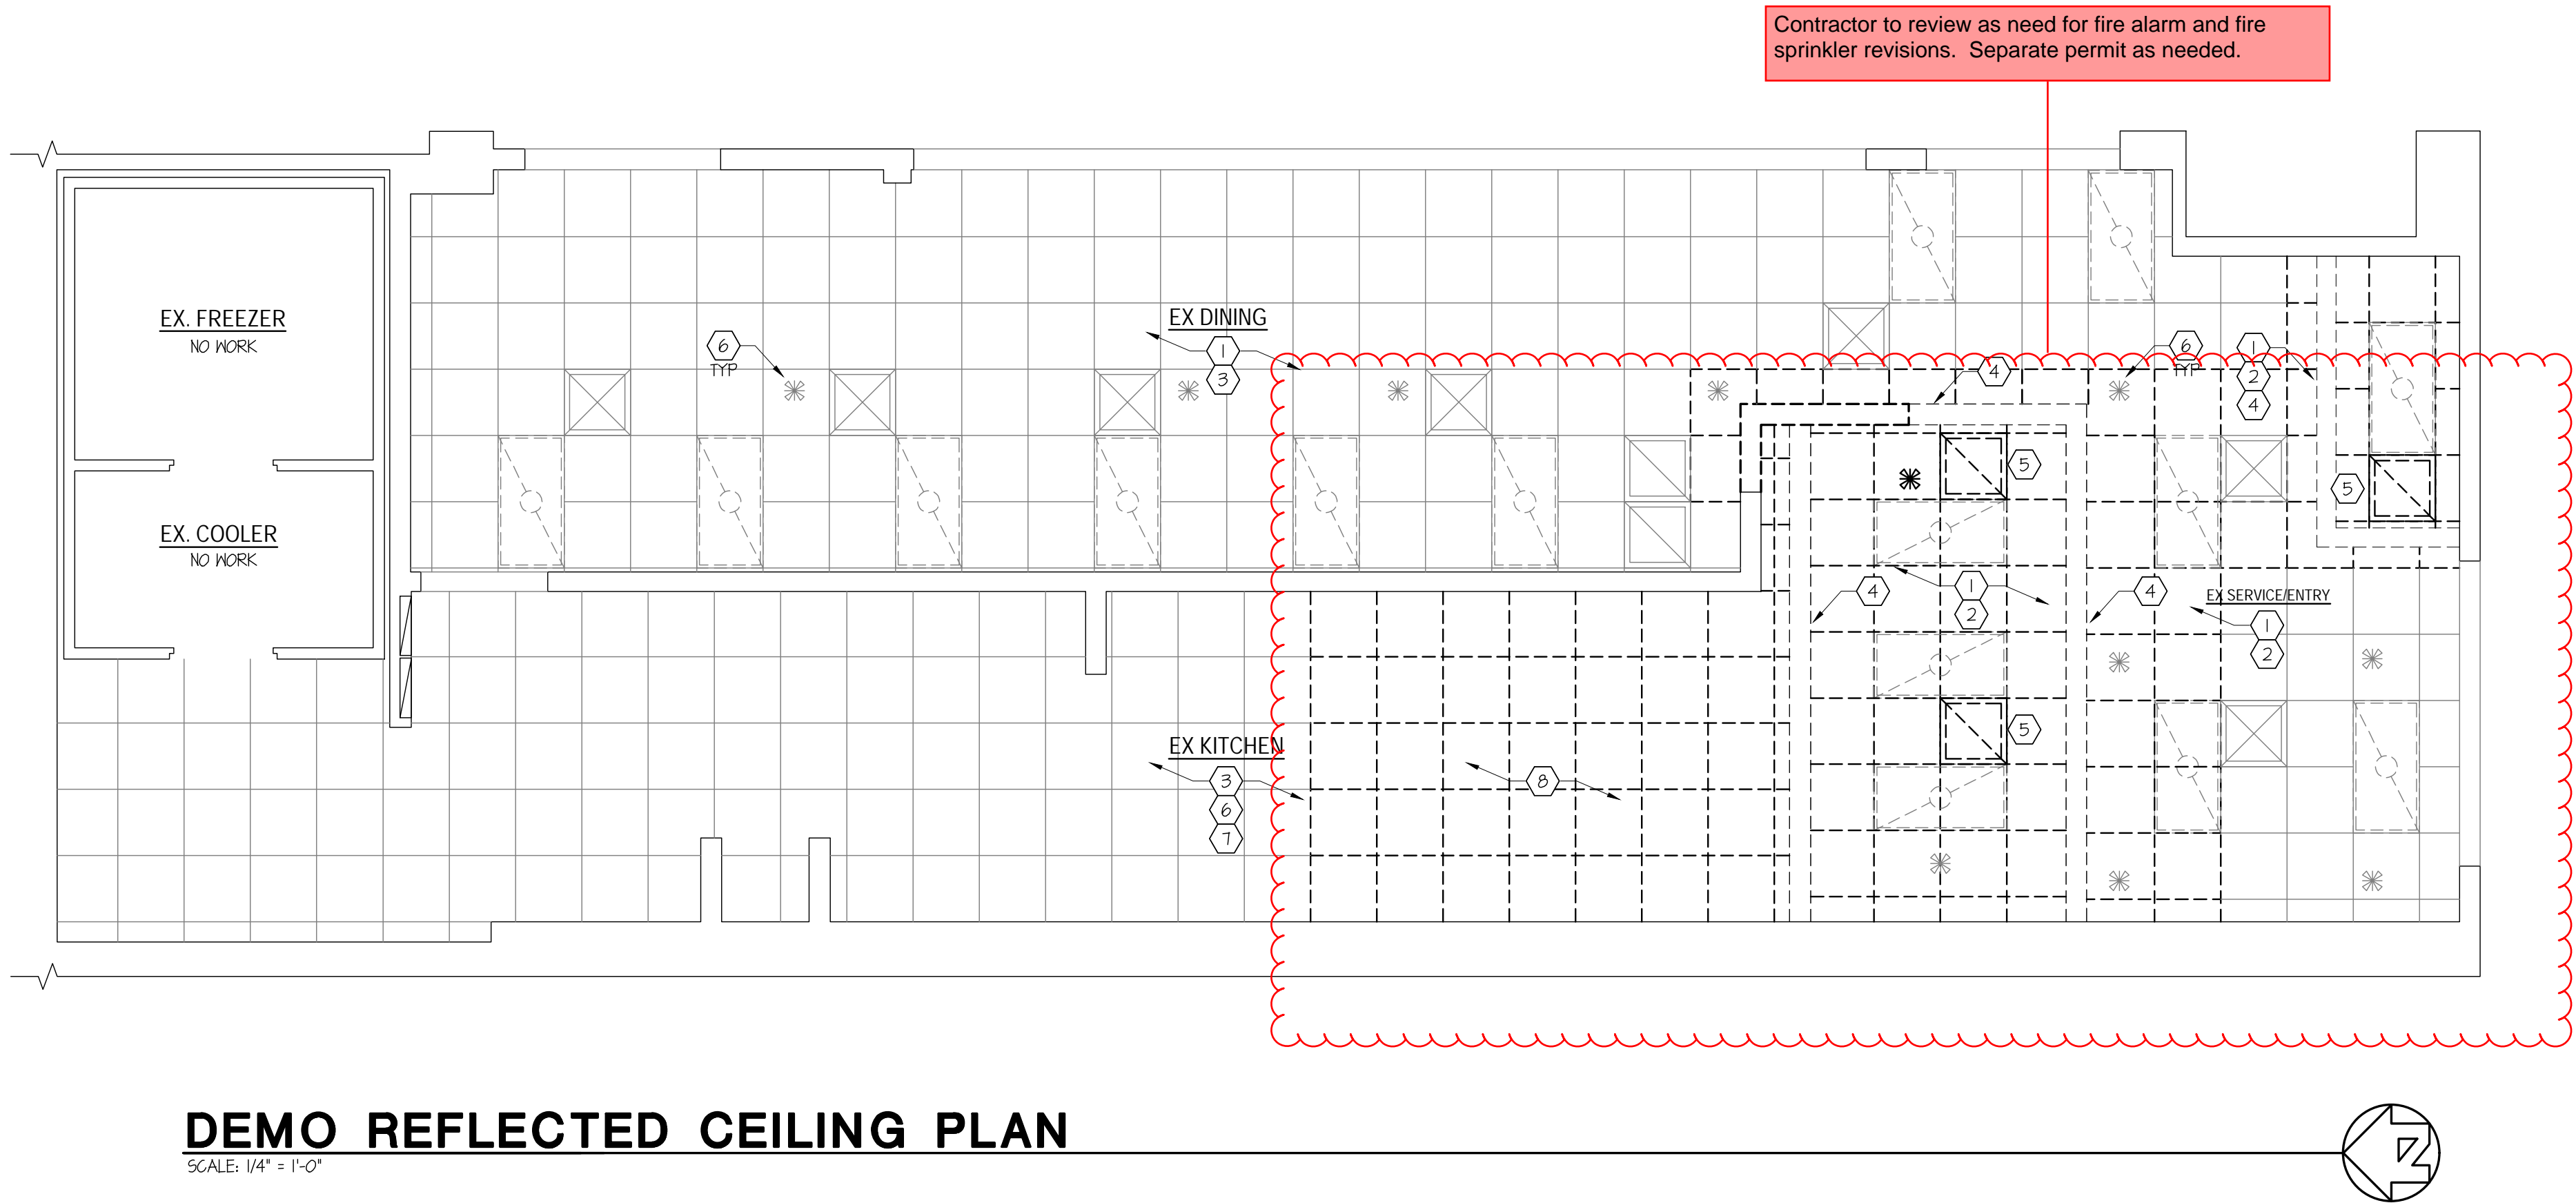 Contractor to review as need for fire alarm and fire
sprinkler revisions.  Separate permit as needed.
EX. FREEZER
NO WORK
EX. COOLER
NO WORK
6
TYP
EX DINING
1
3
4
6
TYP
1
2
4
5
5
4
1
2
4
EX SERVICE/ENTRY
1
2
5
EX KITCHEN
3
6
7
8
DEMO REFLECTED CEILING PLAN
SCALE: 1/4" = 1'-0"
N